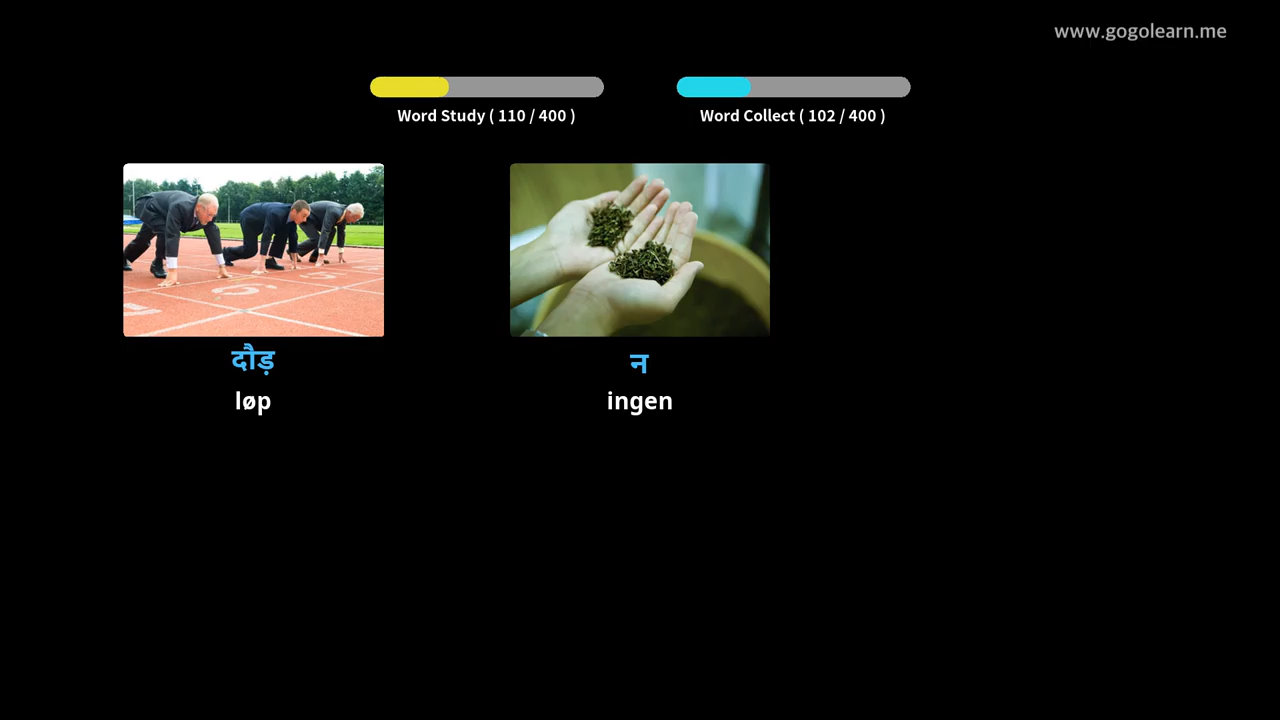 www.gogolearn.me
Word Study ( 110 / 400 )
Word Collect ( 102 / 400 )
दौड़
løp
न
ingen